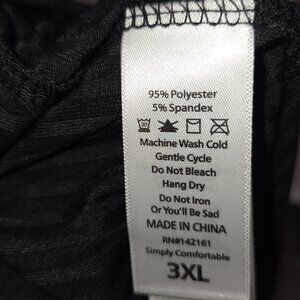 95% Polyester
5% Spandex
30
Machine Wash Cold
Gentle Cycle
Do Not Bleach
Hang Dry
Do Not Iron
Or You'll Be Sad
MADE IN CHINA
RN#142161
Simply Comfortable
3XL